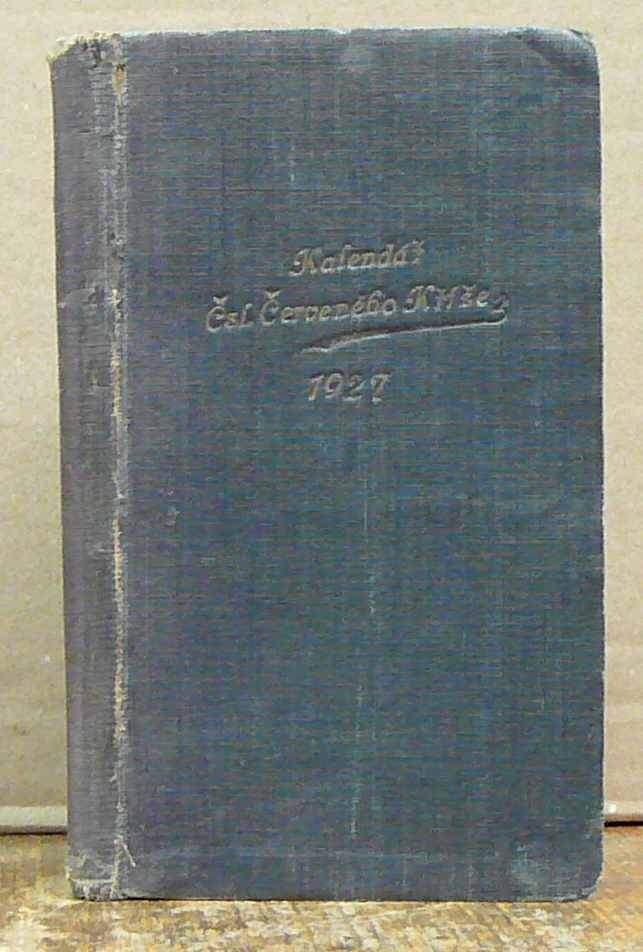 Kalendář
Čsl. Červeného Kříže
1927